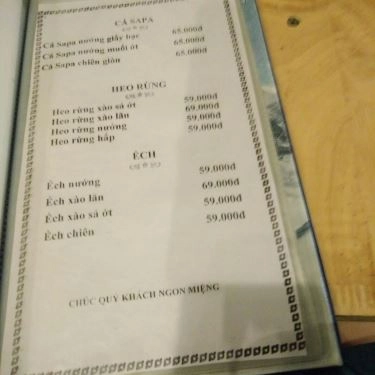 CÁ SAPA
Cá Sapa nướng giấy bạc 65.000đ
Cá Sapa nướng muối ớt 65.000đ
Cá Sapa chiên giòn 65.000đ
HEO RỪNG
Heo rừng xào sả ớt 59.000đ
Heo rừng xào lăn 69.000đ
Heo rừng nướng 59.000đ
Heo rừng hấp 59.000đ
ẾCH
Ếch nướng 59.000đ
Ếch xào lăn 69.000đ
Ếch xào sả ớt 59.000đ
Ếch chiên 59.000đ
CHÚC QUÝ KHÁCH NGON MIỆNG